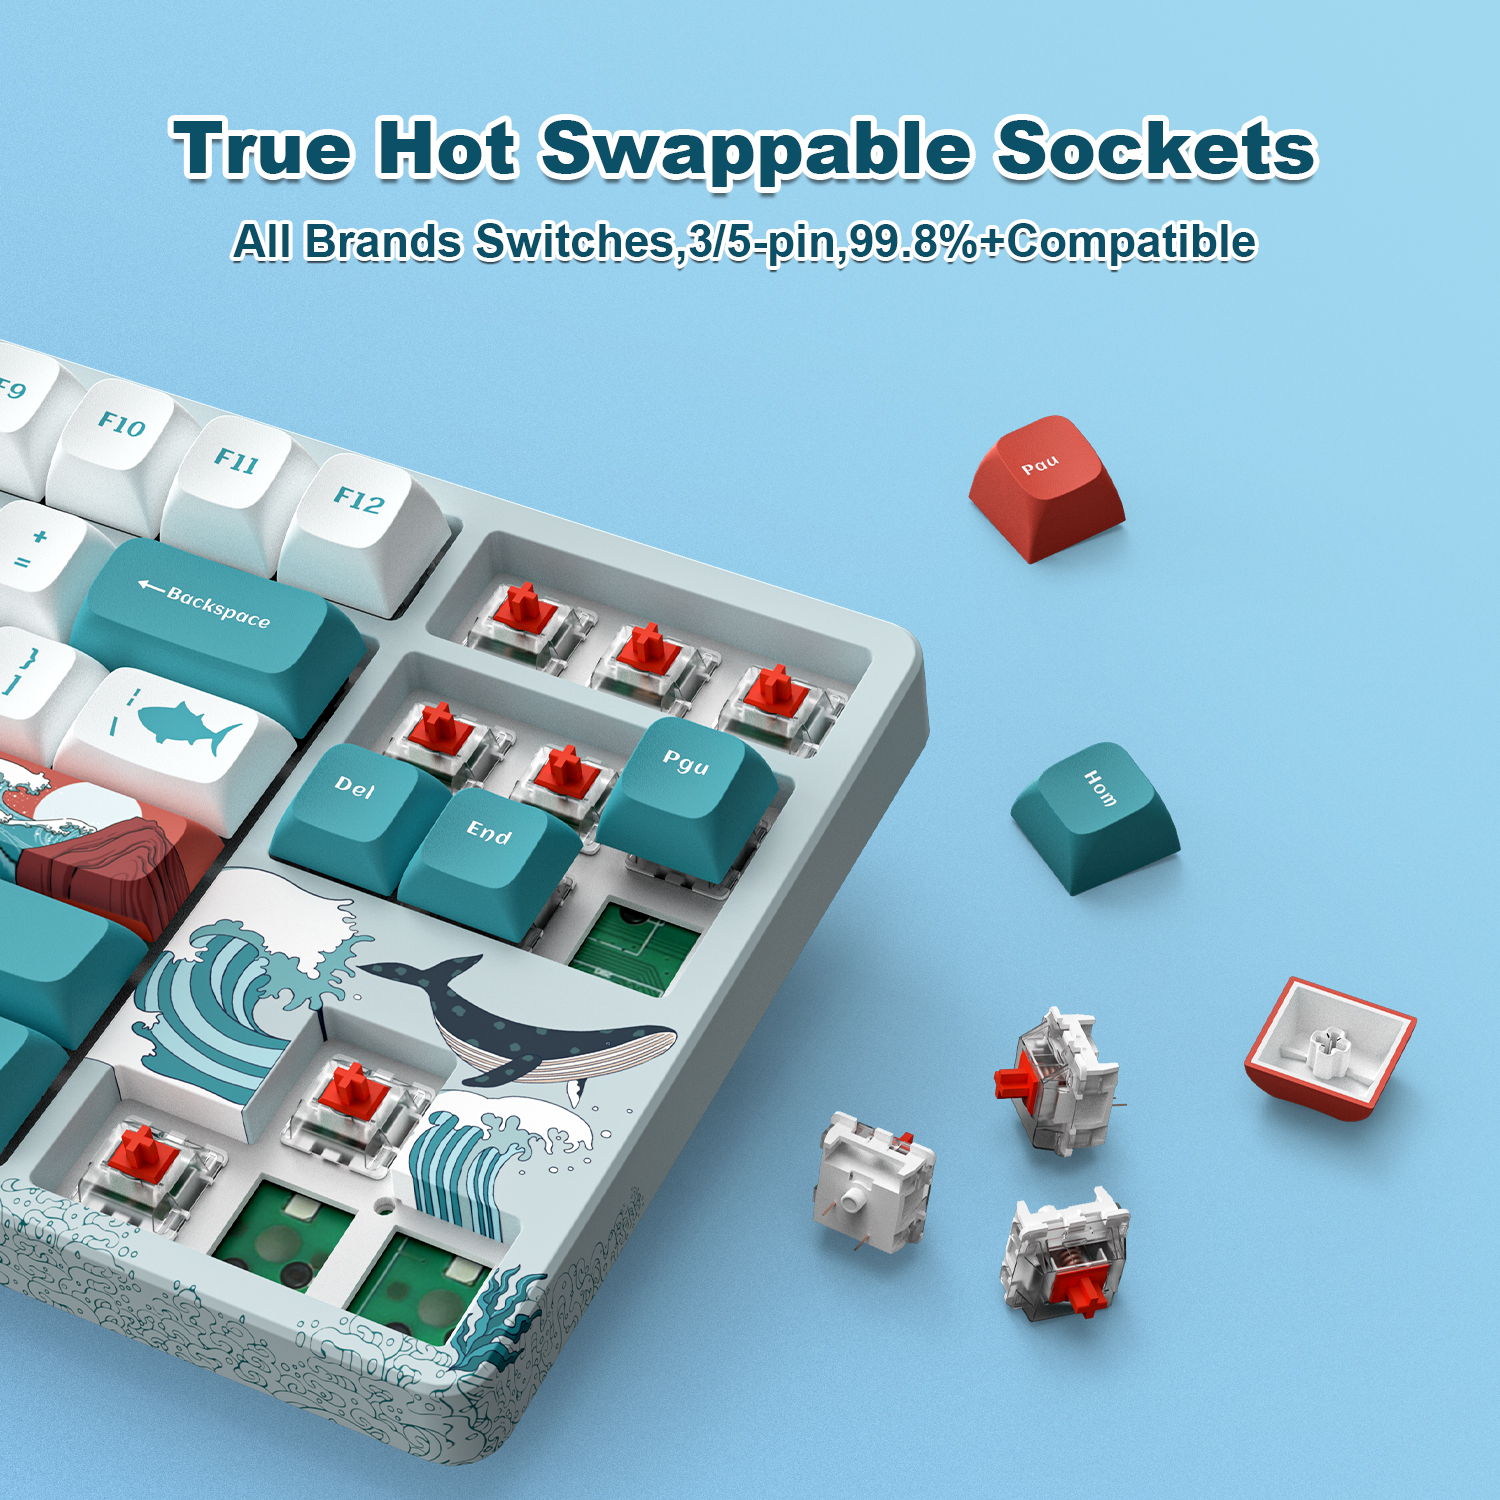 True Hot Swappable Sockets
All Brands Switches,3/5-pin,99.8%+Compatible
F9
F10
F11
F12
+
=
←Backspace
}
]
¦
\
Del
End
Pgu
Pau
Hom